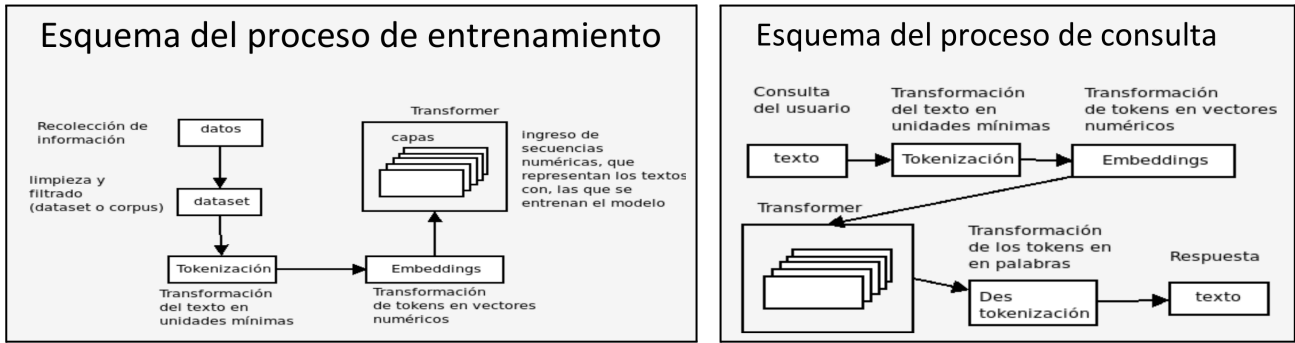 Esquema del proceso de entrenamiento
Recolección de
información
datos
limpieza y
filtrado
(dataset o corpus)
dataset
Tokenización
Transformación
del texto en
unidades mínimas
Embeddings
Transformación
de tokens en vectores
numéricos
Transformer
capas
ingreso de
secuencias
numéricas, que
representan los textos
con, las que se
entrenan el modelo
Esquema del proceso de consulta
Consulta
del usuario
texto
Transformación
del texto en
unidades mínimas
Tokenización
Transformación
de tokens en vectores
numéricos
Embeddings
Transformer
Transformación
de los tokens en
en palabras
Des
tokenización
Respuesta
texto